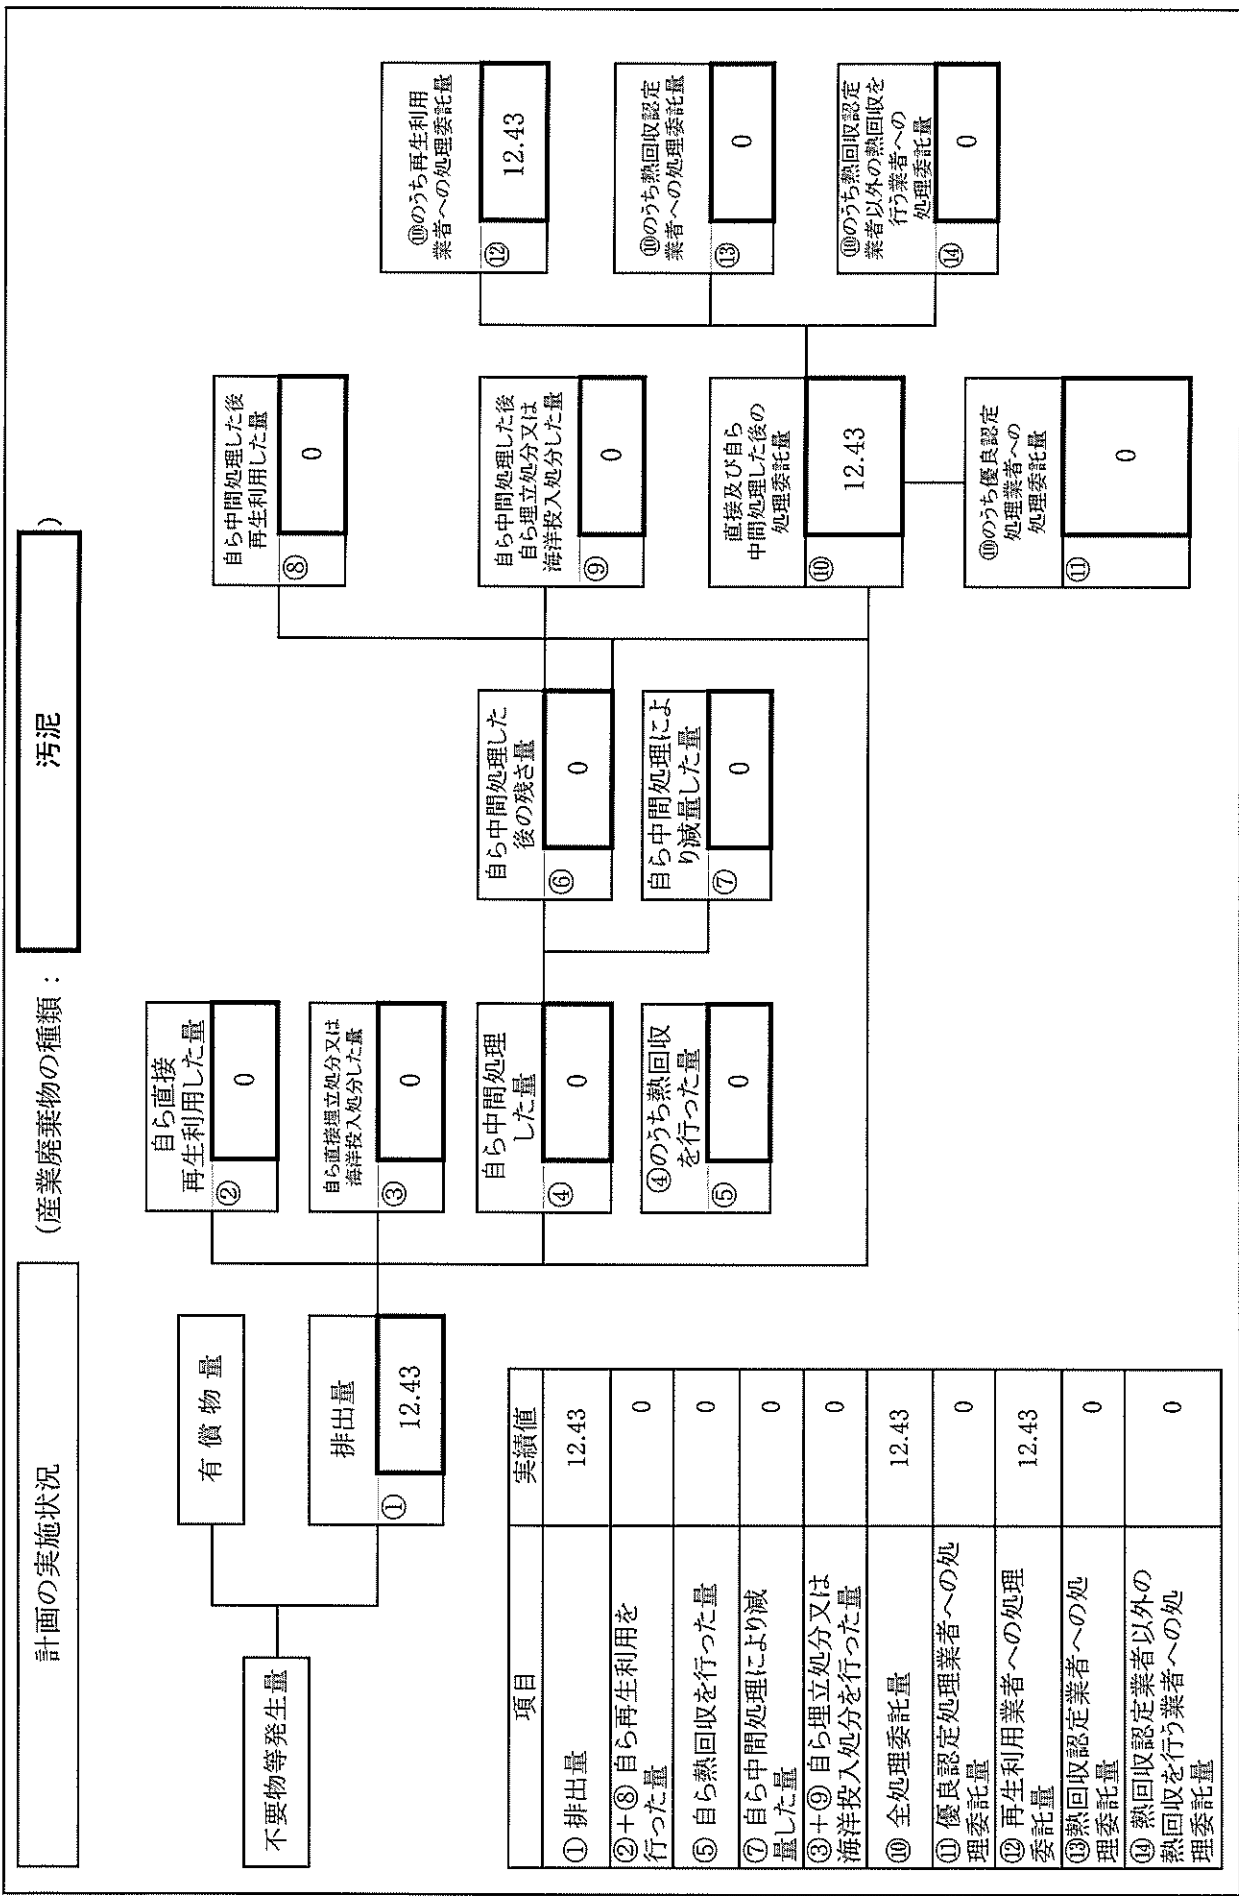 計画の実施状況
(産業廃棄物の種類：
汚泥
)
不要物等発生量
有償物量
排出量
①
12.43
自ら直接
再生利用した量
②
0
自ら直接埋立処分又は
海洋投入処分した量
③
0
自ら中間処理
した量
④
0
④のうち熱回収
を行った量
⑤
0
自ら中間処理した
後の残さ量
⑥
0
自ら中間処理によ
り減量した量
⑦
0
自ら中間処理した後
再生利用した量
⑧
0
自ら中間処理した後
自ら埋立処分又は
海洋投入処分した量
⑨
0
直接及び自ら
中間処理した後の
処理委託量
⑩
12.43
⑩のうち優良認定
処理業者への
処理委託量
⑪
0
⑩のうち再生利用
業者への処理委託量
⑫
12.43
⑩のうち熱回収認定
業者への処理委託量
⑬
0
⑩のうち熱回収認定
業者以外の熱回収を
行う業者への
処理委託量
⑭
0
項目 実績値
① 排出量 12.43
②+⑧ 自ら再生利用を
行った量 0
⑤ 自ら熱回収を行った量 0
⑦ 自ら中間処理により減
量した量 0
③+⑨ 自ら埋立処分又は
海洋投入処分を行った量 0
⑩ 全処理委託量 12.43
⑪ 優良認定処理業者への処
理委託量 0
⑫ 再生利用業者への処理
委託量 12.43
⑬熱回収認定業者への処
理委託量 0
⑭ 熱回収認定業者以外の
熱回収を行う業者への処
理委託量 0